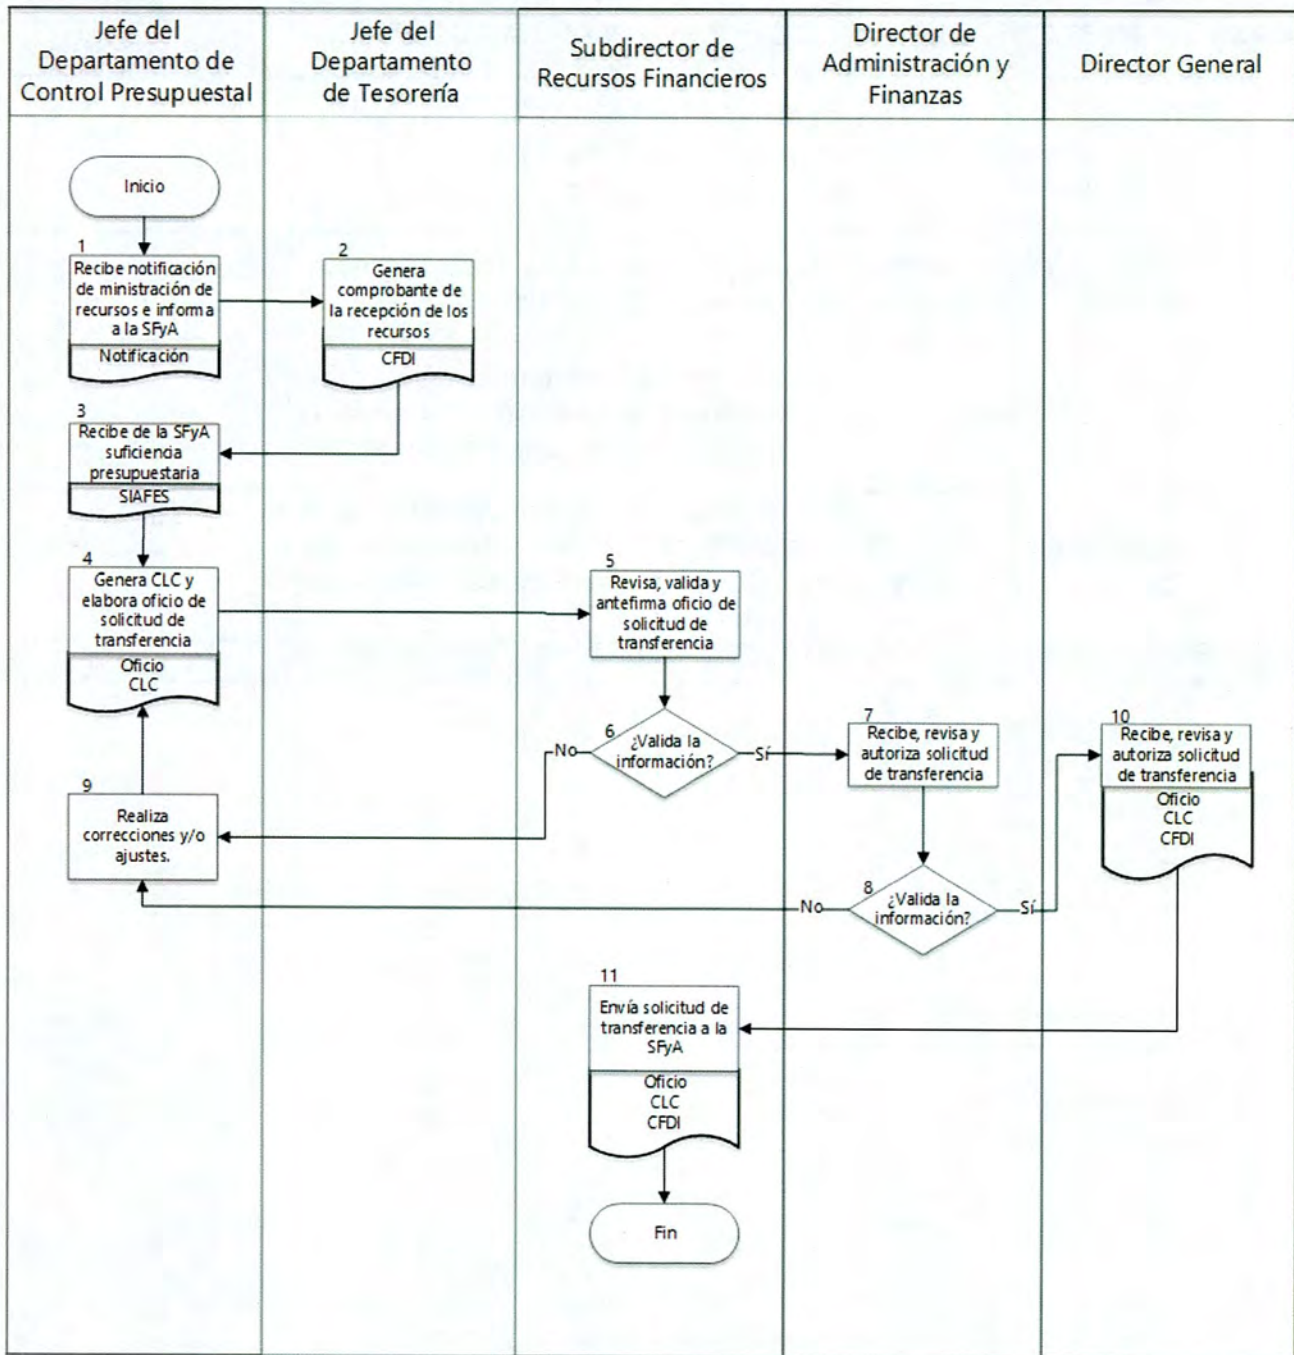 Jefe del
Departamento de
Control Presupuestal
Jefe del
Departamento
de Tesorería
Subdirector de
Recursos Financieros
Director de
Administración y
Finanzas
Director General
Inicio
1
Recibe notificación
de ministración de
recursos e informa
a la SFyA
Notificación
2
Genera
comprobante de
la recepción de los
recursos
CFDI
3
Recibe de la SFyA
suficiencia
presupuestaria
SIAFES
4
Genera CLC y
elabora oficio de
solicitud de
transferencia
Oficio
CLC
5
Revisa, valida y
antefirma oficio de
solicitud de
transferencia
6
¿Valida la
información?
No
Sí
7
Recibe, revisa y
autoriza solicitud
de transferencia
10
Recibe, revisa y
autoriza solicitud
de transferencia
Oficio
CLC
CFDI
9
Realiza
correcciones y/o
ajustes.
8
¿Valida la
información?
No
Sí
11
Envía solicitud de
transferencia a la
SFyA
Oficio
CLC
CFDI
Fin